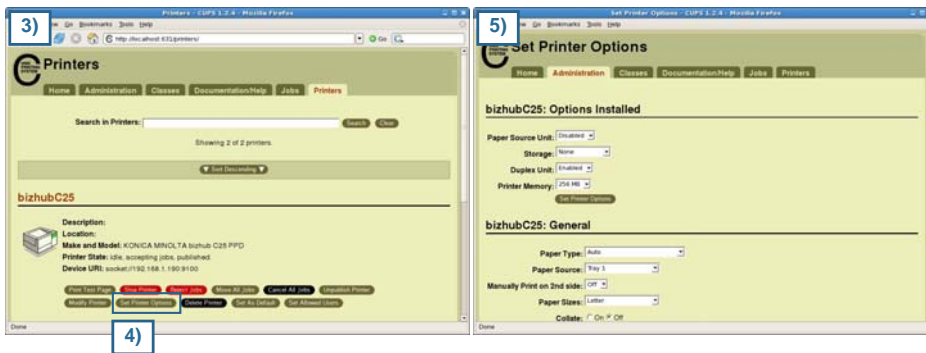 Printers - CUPS 1.2.4 - Mozilla Firefox
3)
Go Bookmarks Tools Help
http://localhost:631/printers/
Go
Printers
Home Administration Classes Documentation/Help Jobs Printers
Search in Printers: Search Clear
Showing 2 of 2 printers.
▼ Sort Descending ▼
bizhubC25
Description:
Location:
Make and Model: KONICA MINOLTA bizhub C25 PPD
Printer State: idle, accepting jobs, published.
Device URI: socket://192.168.1.190:9100
Print Test Page Stop Printer Reject Jobs Move All Jobs Cancel All Jobs Unpublish Printer
Modify Printer Set Printer Options Delete Printer Set As Default Set Allowed Users
Done
4)
Set Printer Options - CUPS 1.2.4 - Mozilla Firefox
5)
Go Bookmarks Tools Help
Set Printer Options
Home Administration Classes Documentation/Help Jobs Printers
bizhubC25: Options Installed
Paper Source Unit: Disabled
Storage: None
Duplex Unit: Enabled
Printer Memory: 256 MB
Set Printer Options
bizhubC25: General
Paper Type: Auto
Paper Source: Tray 1
Manually Print on 2nd side: Off
Paper Sizes: Letter
Collate: On Off
Done